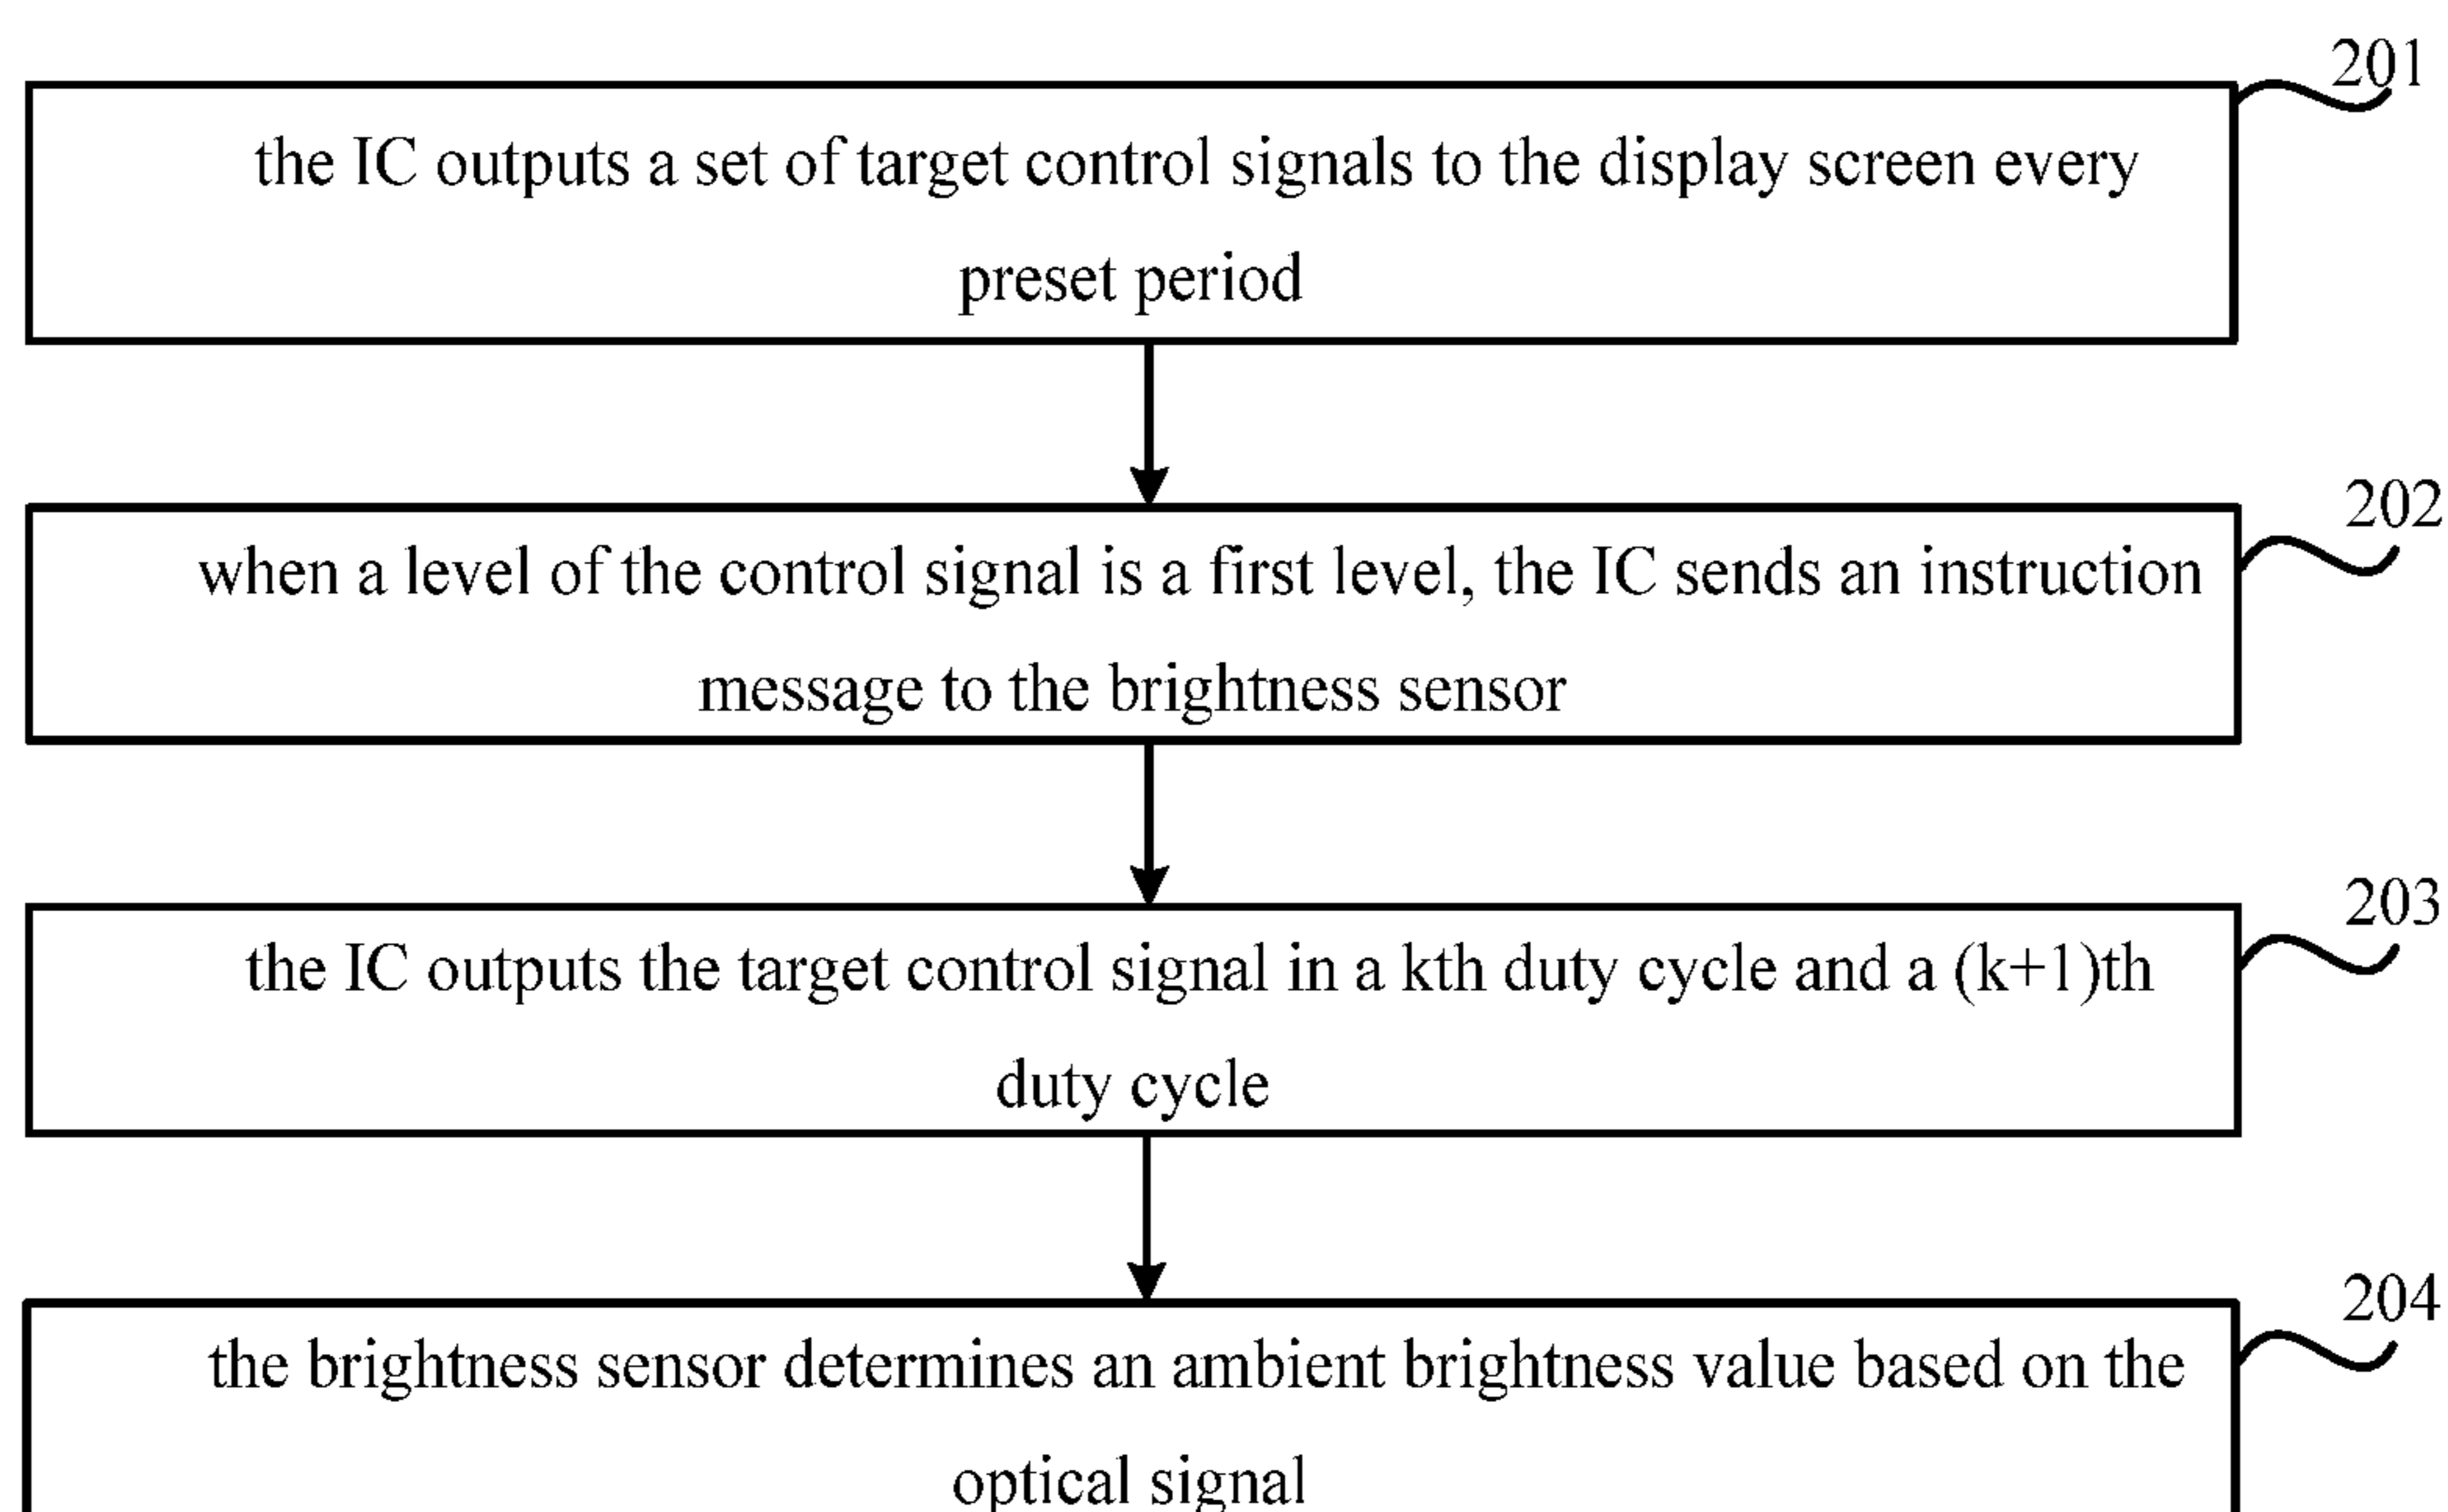 201
the IC outputs a set of target control signals to the display screen every
preset period
202
when a level of the control signal is a first level, the IC sends an instruction
message to the brightness sensor
203
the IC outputs the target control signal in a kth duty cycle and a (k+1)th
duty cycle
204
the brightness sensor determines an ambient brightness value based on the
optical signal